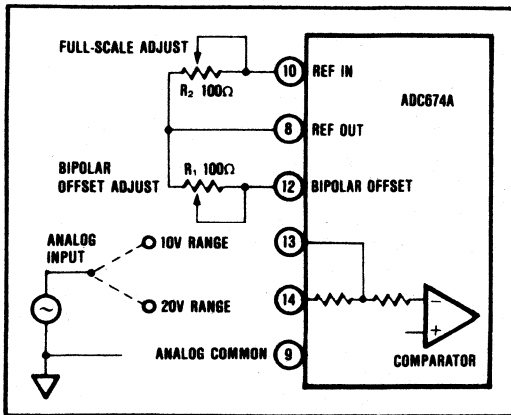 FULL-SCALE ADJUST
10 REF IN
R2 100Ω
ADC674A
8 REF OUT
BIPOLAR
OFFSET ADJUST
R1 100Ω
12 BIPOLAR OFFSET
ANALOG
INPUT
10V RANGE
13
20V RANGE
14
−
+
ANALOG COMMON 9
COMPARATOR